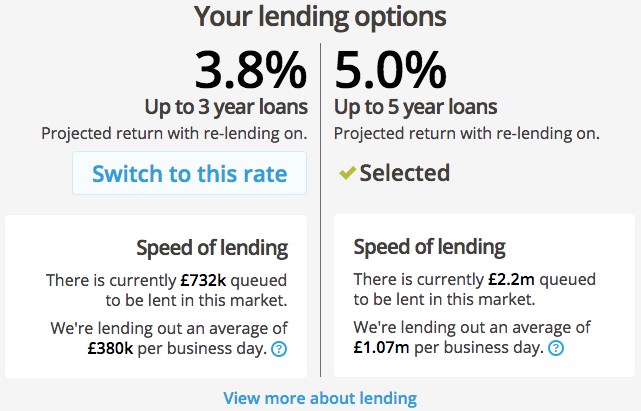 Your lending options
3.8%
Up to 3 year loans
Projected return with re-lending on.
Switch to this rate
Speed of lending
There is currently £732k queued
to be lent in this market.
We're lending out an average of
£380k per business day. ?
5.0%
Up to 5 year loans
Projected return with re-lending on.
Selected
Speed of lending
There is currently £2.2m queued
to be lent in this market.
We're lending out an average of
£1.07m per business day. ?
View more about lending